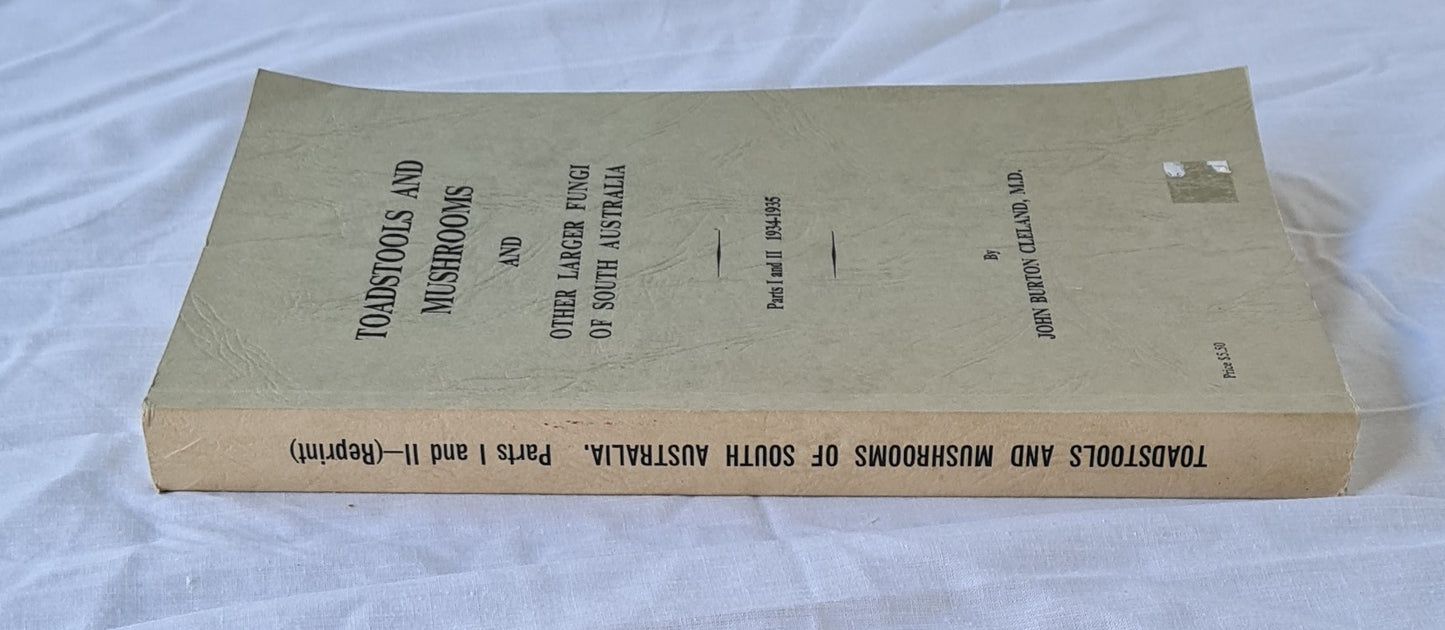 TOADSTOOLS AND
MUSHROOMS
AND
OTHER LARGER FUNGI
OF SOUTH AUSTRALIA
Parts I and II 1934-1935
By
JOHN BURTON CLELAND, M.D.
Price $5.50
TOADSTOOLS AND MUSHROOMS OF SOUTH AUSTRALIA. Parts I and II—(Reprint)